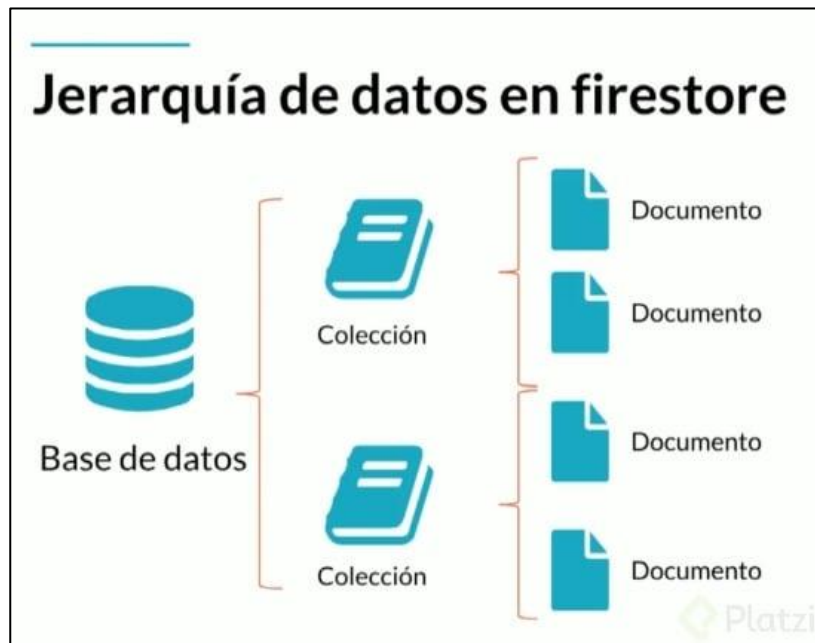 Jerarquía de datos en firestore
Base de datos
Colección
Documento
Documento
Colección
Documento
Documento
Platzi